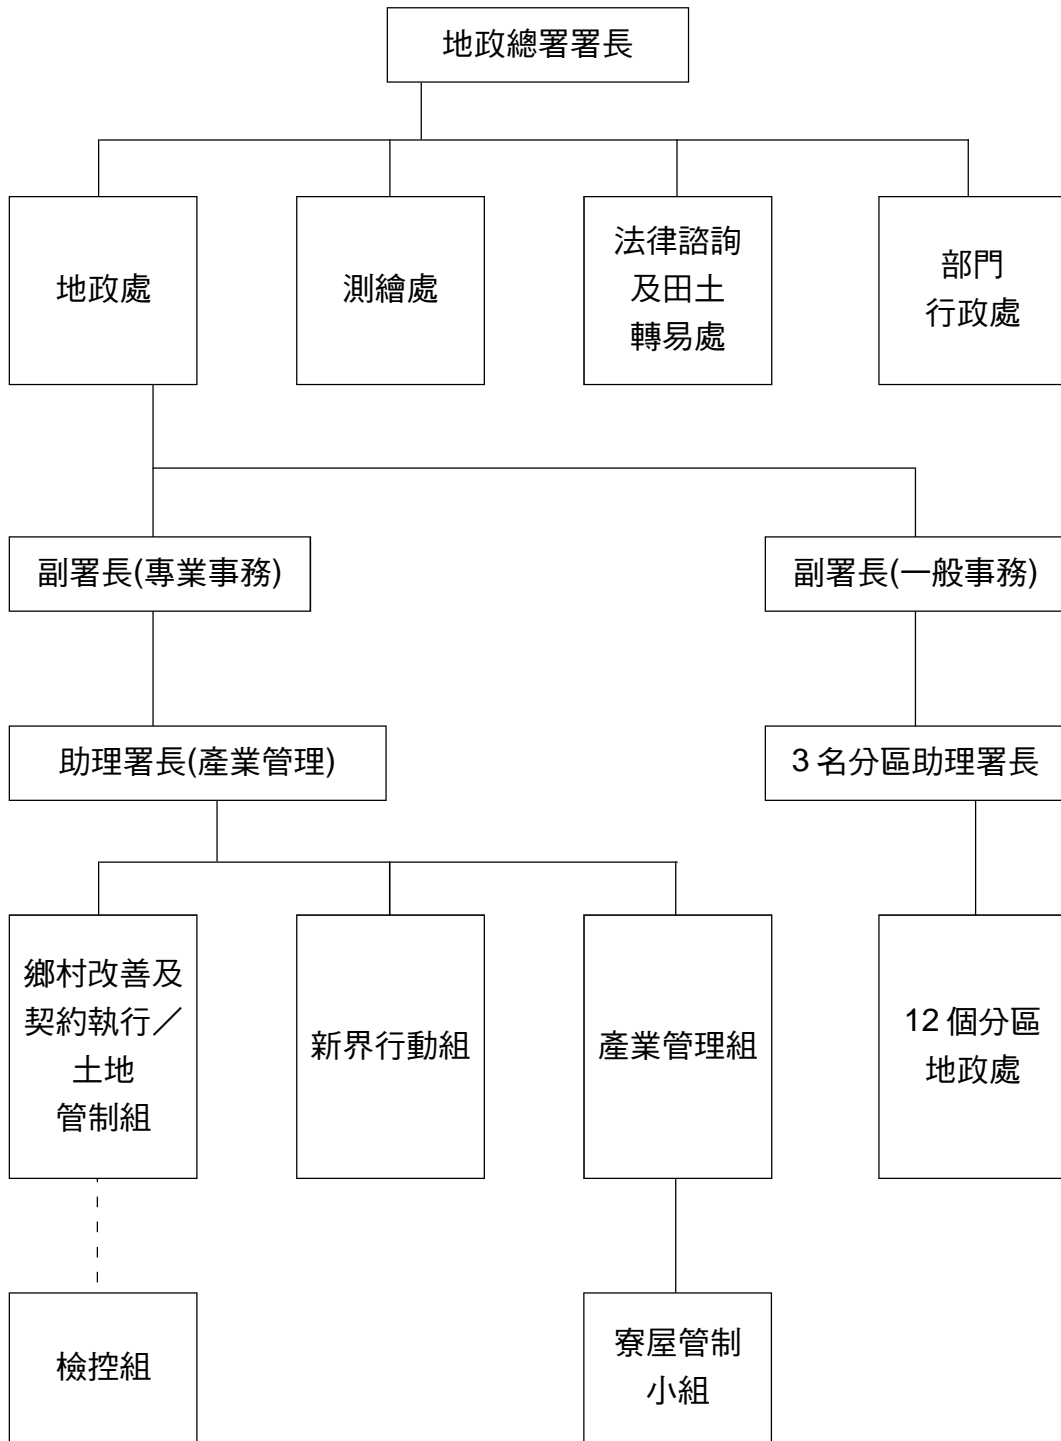 地政總署署長
地政處
測繪處
法律諮詢
及田土
轉易處
部門
行政處
副署長(專業事務)
副署長(一般事務)
助理署長(產業管理)
3 名分區助理署長
鄉村改善及
契約執行／
土地
管制組
新界行動組
產業管理組
12 個分區
地政處
檢控組
寮屋管制
小組